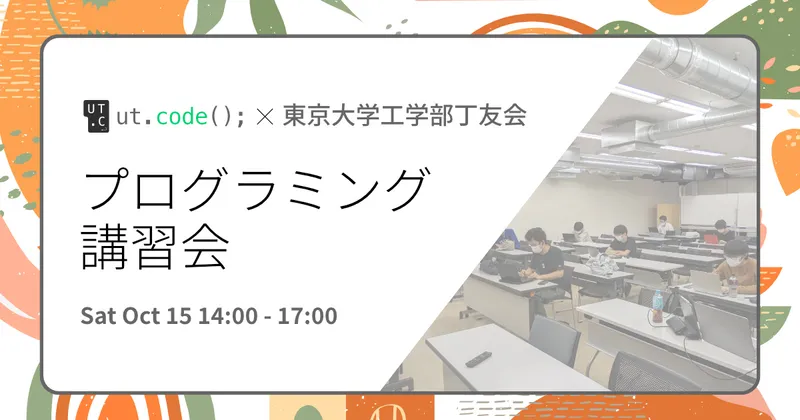 UT
.C
ut.code(); × 東京大学工学部丁友会
プログラミング
講習会
Sat Oct 15 14:00 - 17:00